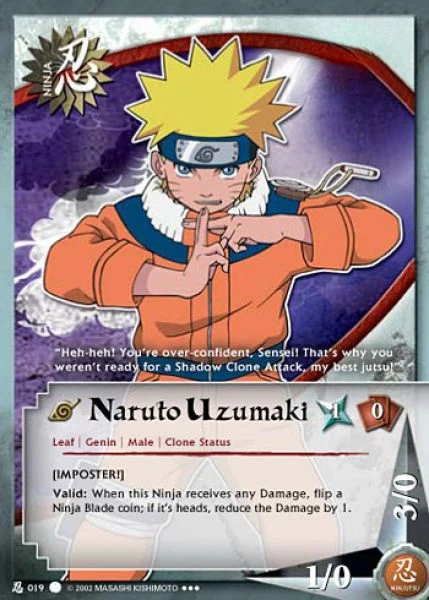 忍
NINJA
"Heh-heh! You're over-confident, Sensei! That's why you
weren't ready for a Shadow Clone Attack, my best jutsu!"
Naruto Uzumaki 1 0
Leaf | Genin | Male | Clone Status
[IMPOSTER!]
Valid: When this Ninja receives any Damage, flip a
Ninja Blade coin; if it's heads, reduce the Damage by 1.
3/0
1/0
忍 019 © 2002 MASASHI KISHIMOTO
忍
NINJUTSU